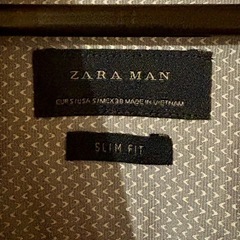 ZARA MAN
EUR S | USA S | MEX 38 MADE IN VIETNAM
SLIM FIT